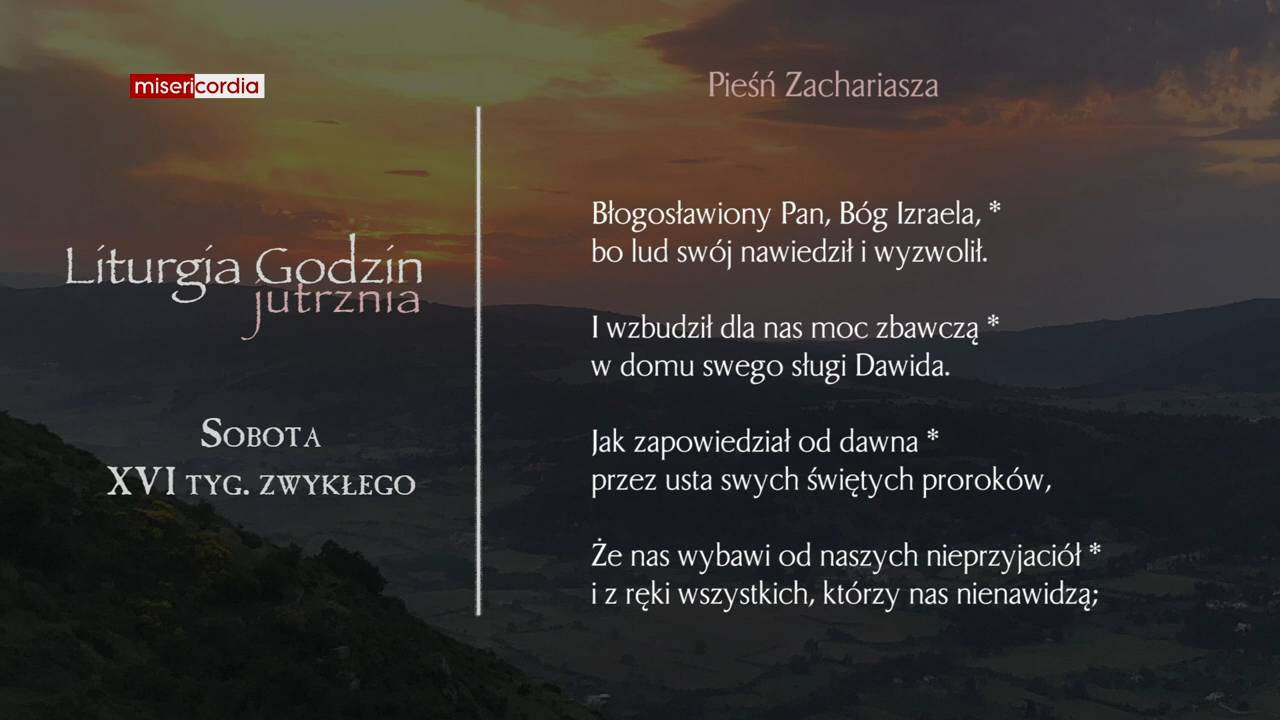 misericordia
Liturgia Godzin
jutrznia
Sobota
XVI tyg. zwykłego
Pieśń Zachariasza
Błogosławiony Pan, Bóg Izraela, *
bo lud swój nawiedził i wyzwolił.
I wzbudził dla nas moc zbawczą *
w domu swego sługi Dawida.
Jak zapowiedział od dawna *
przez usta swych świętych proroków,
Że nas wybawi od naszych nieprzyjaciół *
i z ręki wszystkich, którzy nas nienawidzą;